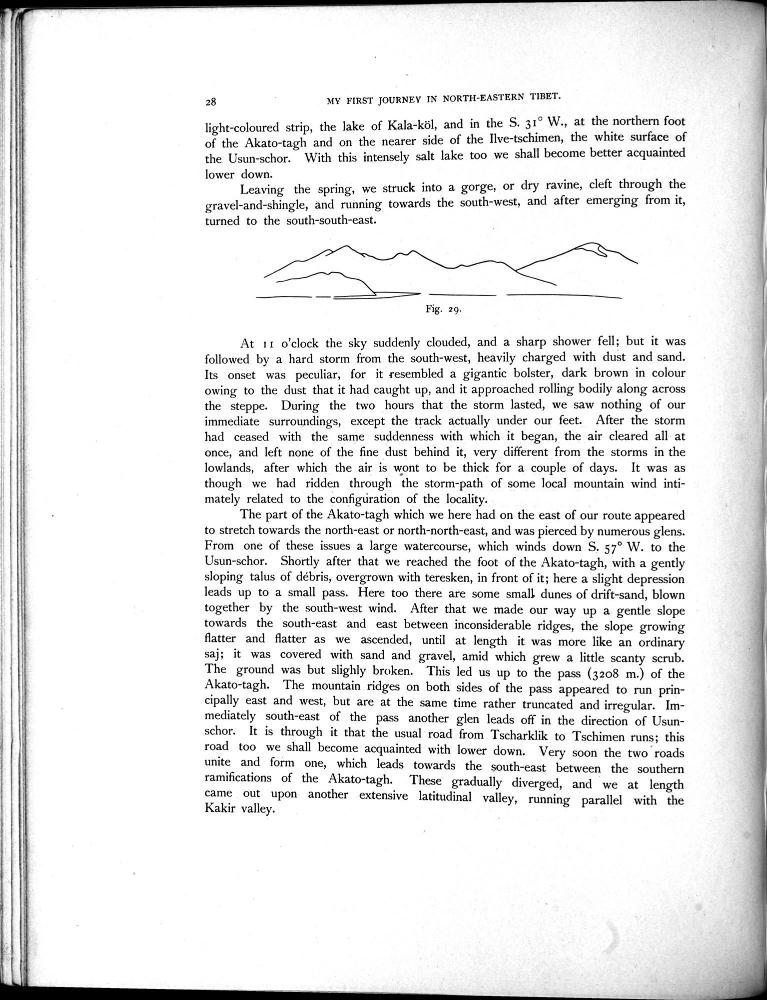 28
MY FIRST JOURNEY IN NORTH-EASTERN TIBET.
light-coloured strip, the lake of Kala-köl, and in the S. 31° W., at the northern foot
of the Akato-tagh and on the nearer side of the Ilve-tschimen, the white surface of
the Usun-schor. With this intensely salt lake too we shall become better acquainted
lower down.
Leaving the spring, we struck into a gorge, or dry ravine, cleft through the
gravel-and-shingle, and running towards the south-west, and after emerging from it,
turned to the south-south-east.
Fig. 29.
At 11 o'clock the sky suddenly clouded, and a sharp shower fell; but it was
followed by a hard storm from the south-west, heavily charged with dust and sand.
Its onset was peculiar, for it resembled a gigantic bolster, dark brown in colour
owing to the dust that it had caught up, and it approached rolling bodily along across
the steppe. During the two hours that the storm lasted, we saw nothing of our
immediate surroundings, except the track actually under our feet. After the storm
had ceased with the same suddenness with which it began, the air cleared all at
once, and left none of the fine dust behind it, very different from the storms in the
lowlands, after which the air is wont to be thick for a couple of days. It was as
though we had ridden through the storm-path of some local mountain wind inti-
mately related to the configuration of the locality.
The part of the Akato-tagh which we here had on the east of our route appeared
to stretch towards the north-east or north-north-east, and was pierced by numerous glens.
From one of these issues a large watercourse, which winds down S. 57° W. to the
Usun-schor. Shortly after that we reached the foot of the Akato-tagh, with a gently
sloping talus of débris, overgrown with teresken, in front of it; here a slight depression
leads up to a small pass. Here too there are some small dunes of drift-sand, blown
together by the south-west wind. After that we made our way up a gentle slope
towards the south-east and east between inconsiderable ridges, the slope growing
flatter and flatter as we ascended, until at length it was more like an ordinary
saj; it was covered with sand and gravel, amid which grew a little scanty scrub.
The ground was but slighly broken. This led us up to the pass (3208 m.) of the
Akato-tagh. The mountain ridges on both sides of the pass appeared to run prin-
cipally east and west, but are at the same time rather truncated and irregular. Im-
mediately south-east of the pass another glen leads off in the direction of Usun-
schor. It is through it that the usual road from Tscharklik to Tschimen runs; this
road too we shall become acquainted with lower down. Very soon the two roads
unite and form one, which leads towards the south-east between the southern
ramifications of the Akato-tagh. These gradually diverged, and we at length
came out upon another extensive latitudinal valley, running parallel with the
Kakir valley.